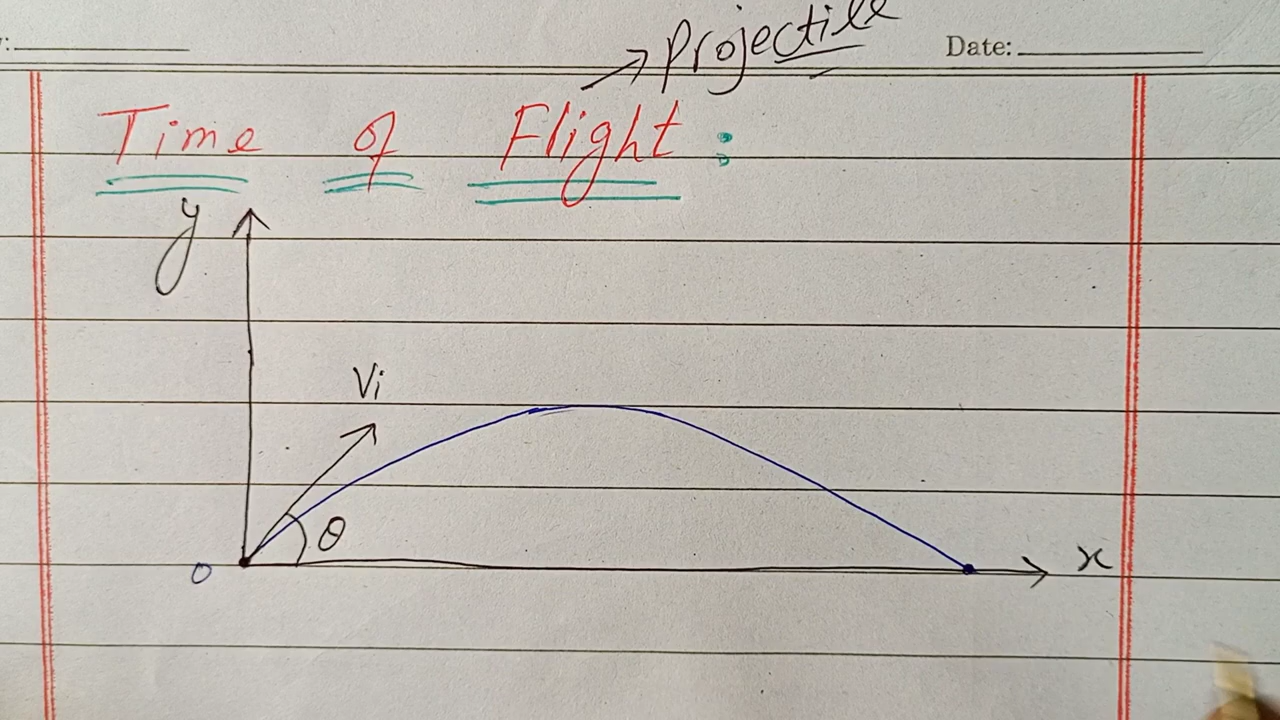 → Projectile
Date:
Time of Flight :
y
Vi
θ
O
x